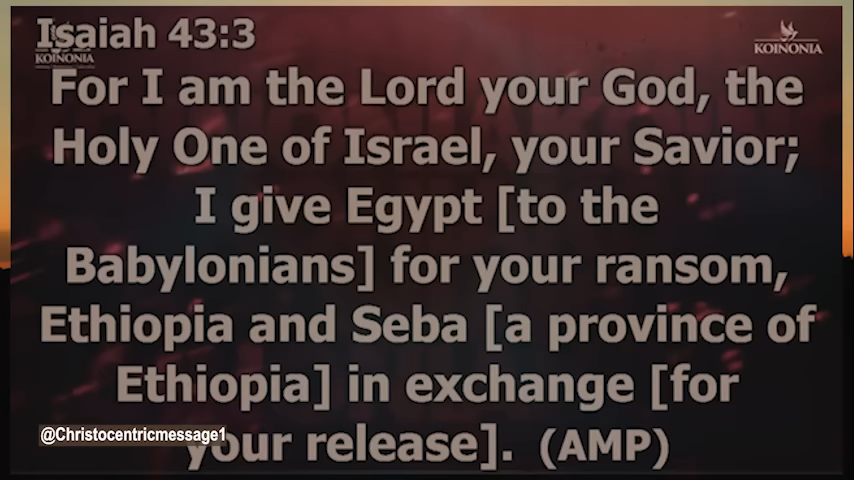 Isaiah 43:3
KOINONIA
KOINONIA
For I am the Lord your God, the
Holy One of Israel, your Savior;
I give Egypt [to the
Babylonians] for your ransom,
Ethiopia and Seba [a province of
Ethiopia] in exchange [for
your release]. (AMP)
@Christocentricmessage1